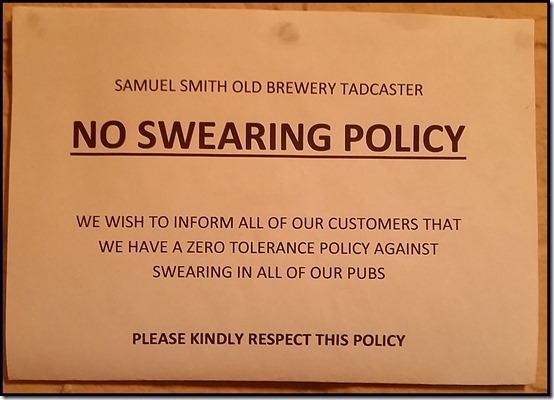 SAMUEL SMITH OLD BREWERY TADCASTER
NO SWEARING POLICY
WE WISH TO INFORM ALL OF OUR CUSTOMERS THAT
WE HAVE A ZERO TOLERANCE POLICY AGAINST
SWEARING IN ALL OF OUR PUBS
PLEASE KINDLY RESPECT THIS POLICY